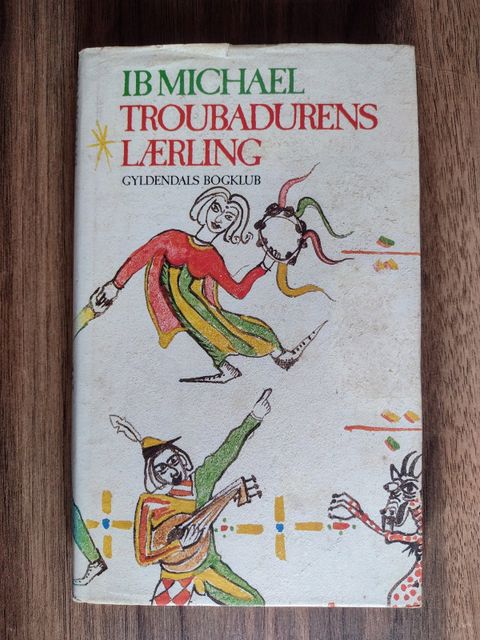 IB MICHAEL
TROUBADURENS
LÆRLING
GYLDENDALS BOGKLUB